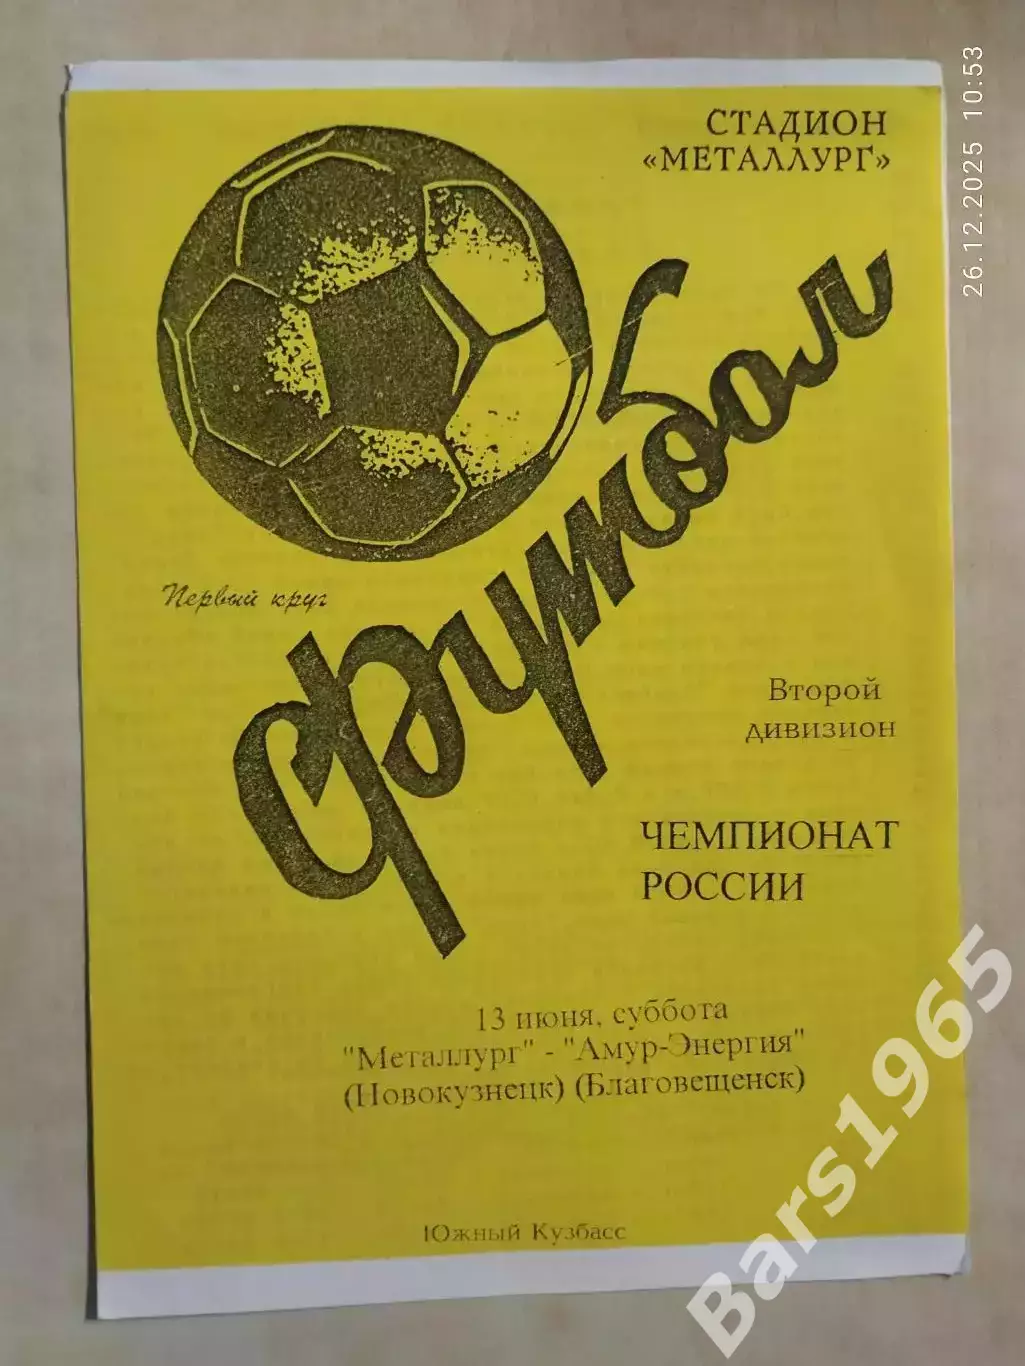 СТАДИОН
«МЕТАЛЛУРГ»
26.12.2025 10:53
Футбол
Первый круг
Второй
дивизион
ЧЕМПИОНАТ
РОССИИ
13 июня, суббота
"Металлург" - "Амур-Энергия"
(Новокузнецк) (Благовещенск)
Южный Кузбасс
Bars1965